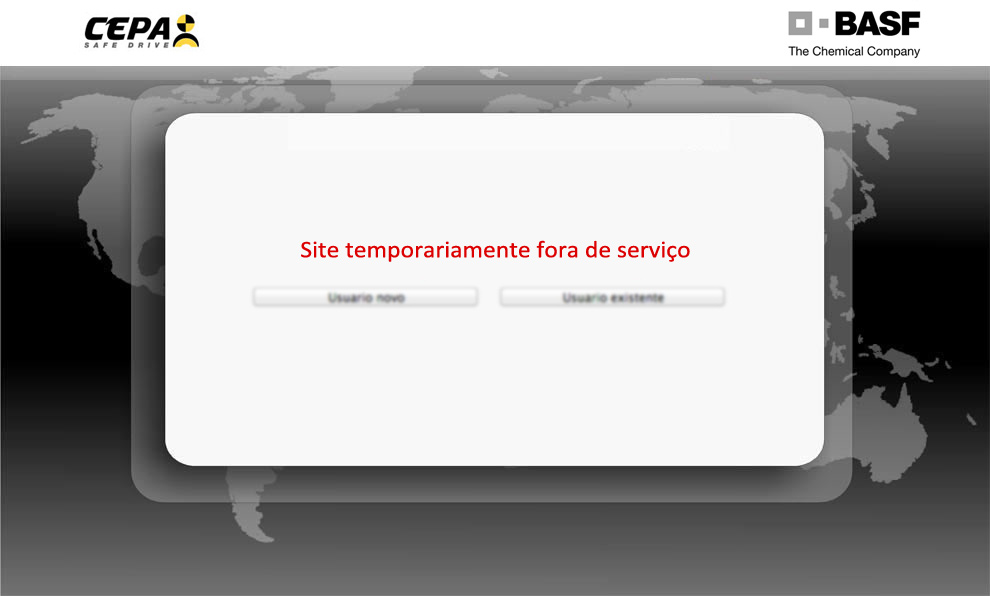 CEPA
SAFE DRIVE
BASF
The Chemical Company
Site temporariamente fora de serviço
Usuario novo
Usuario existente